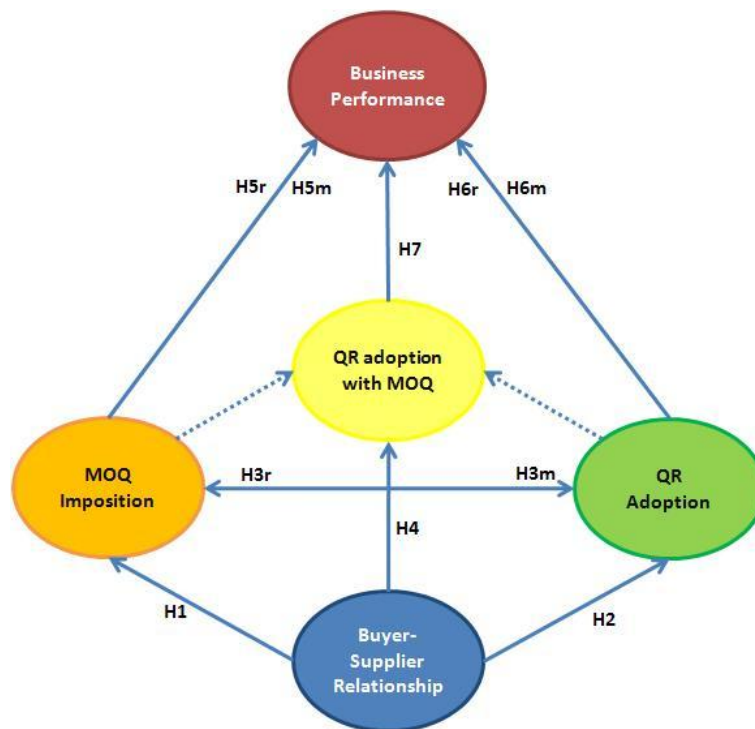 Business
Performance
H5r
H5m
H6r
H6m
H7
QR adoption
with MOQ
MOQ
Imposition
H3r
H3m
QR
Adoption
H4
H1
H2
Buyer-
Supplier
Relationship